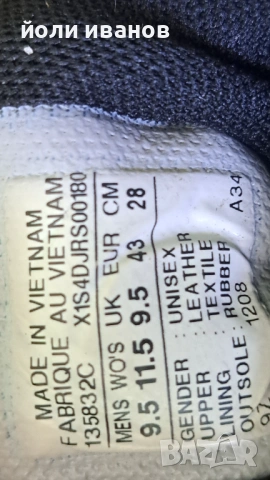 йоли иванов
MADE IN VIETNAM
FABRIQUE AU VIETNAM
135832C X1S4DJRS00180
MENS WO'S UK EUR CM
9.5 11.5 9.5 43 28
GENDER : UNISEX
UPPER : LEATHER
LINING : TEXTILE
OUTSOLE : RUBBER
1208 A34
bazar